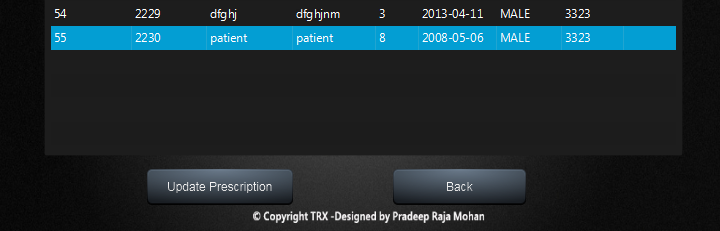 54 2229 dfghj dfghjnm 3 2013-04-11 MALE 3323
55 2230 patient patient 8 2008-05-06 MALE 3323
Update Prescription Back
© Copyright TRX -Designed by Pradeep Raja Mohan